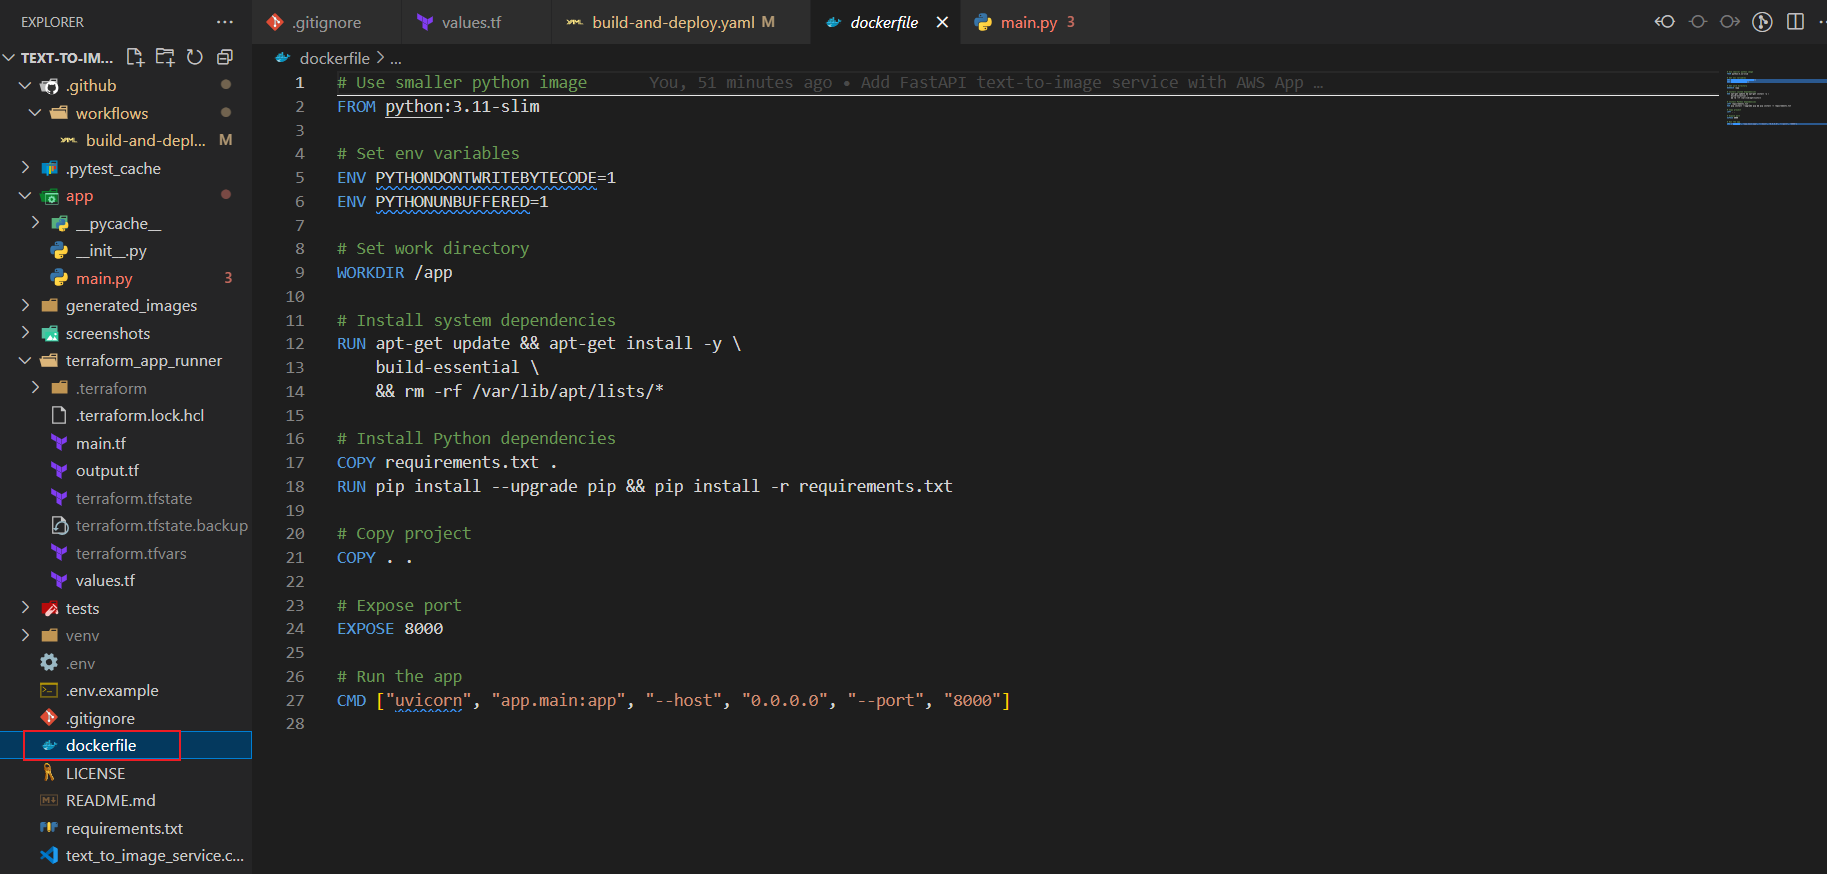 EXPLORER
TEXT-TO-IM...
.github
workflows
build-and-depl... M
.pytest_cache
app
__pycache__
__init__.py
main.py 3
generated_images
screenshots
terraform_app_runner
.terraform
.terraform.lock.hcl
main.tf
output.tf
terraform.tfstate
terraform.tfstate.backup
terraform.tfvars
values.tf
tests
venv
.env
.env.example
.gitignore
dockerfile
LICENSE
README.md
requirements.txt
text_to_image_service.c...
.gitignore values.tf build-and-deploy.yaml M dockerfile main.py 3
dockerfile > ...
1 # Use smaller python image You, 51 minutes ago • Add FastAPI text-to-image service with AWS App …
2 FROM python:3.11-slim
3
4 # Set env variables
5 ENV PYTHONDONTWRITEBYTECODE=1
6 ENV PYTHONUNBUFFERED=1
7
8 # Set work directory
9 WORKDIR /app
10
11 # Install system dependencies
12 RUN apt-get update && apt-get install -y \
13 build-essential \
14 && rm -rf /var/lib/apt/lists/*
15
16 # Install Python dependencies
17 COPY requirements.txt .
18 RUN pip install --upgrade pip && pip install -r requirements.txt
19
20 # Copy project
21 COPY . .
22
23 # Expose port
24 EXPOSE 8000
25
26 # Run the app
27 CMD ["uvicorn", "app.main:app", "--host", "0.0.0.0", "--port", "8000"]
28